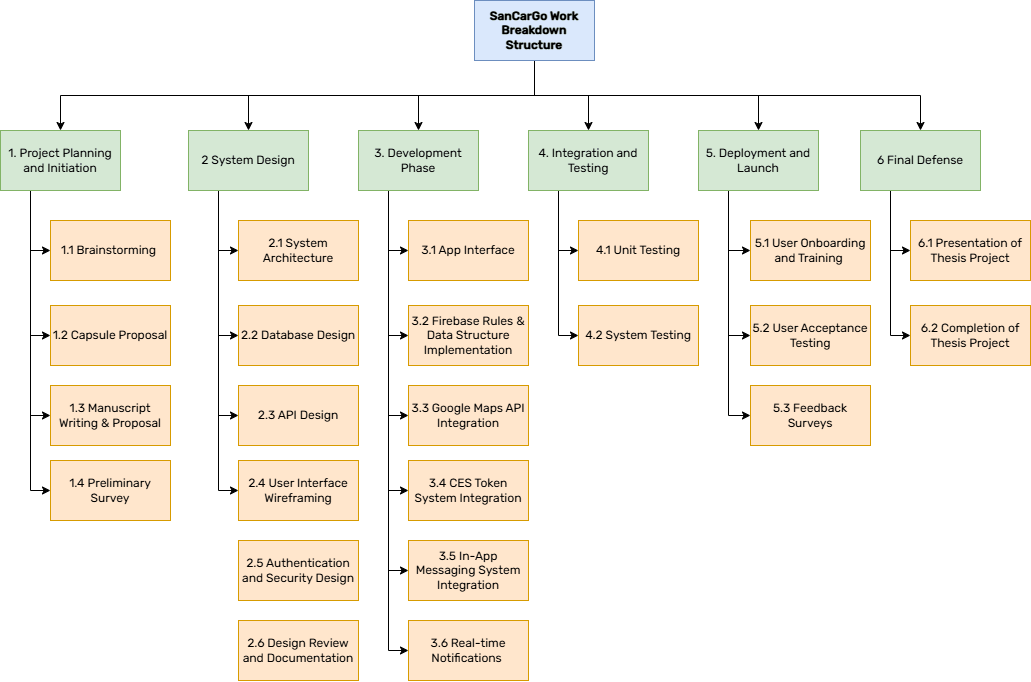 SanCarGo Work
Breakdown
Structure
1. Project Planning
and Initiation
2 System Design
3. Development
Phase
4. Integration and
Testing
5. Deployment and
Launch
6 Final Defense
1.1 Brainstorming
1.2 Capsule Proposal
1.3 Manuscript
Writing & Proposal
1.4 Preliminary
Survey
2.1 System
Architecture
2.2 Database Design
2.3 API Design
2.4 User Interface
Wireframing
2.5 Authentication
and Security Design
2.6 Design Review
and Documentation
3.1 App Interface
3.2 Firebase Rules &
Data Structure
Implementation
3.3 Google Maps API
Integration
3.4 CES Token
System Integration
3.5 In-App
Messaging System
Integration
3.6 Real-time
Notifications
4.1 Unit Testing
4.2 System Testing
5.1 User Onboarding
and Training
5.2 User Acceptance
Testing
5.3 Feedback
Surveys
6.1 Presentation of
Thesis Project
6.2 Completion of
Thesis Project